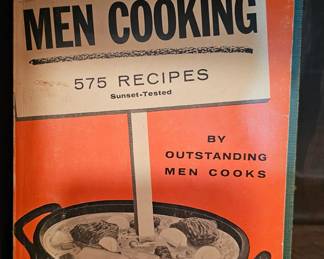 MEN COOKING
575 RECIPES
Sunset-Tested
BY
OUTSTANDING
MEN COOKS